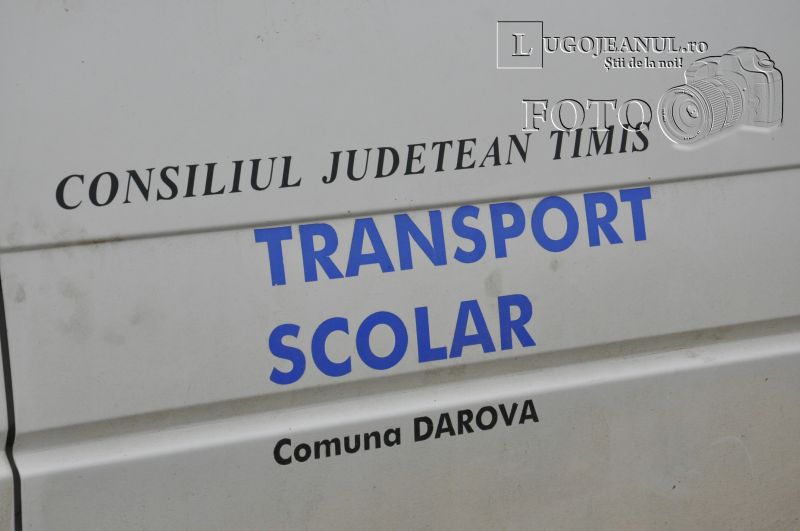 LUGOJEANUL.ro
Știi de la noi!
FOTO
CONSILIUL JUDETEAN TIMIS
TRANSPORT
SCOLAR
Comuna DAROVA